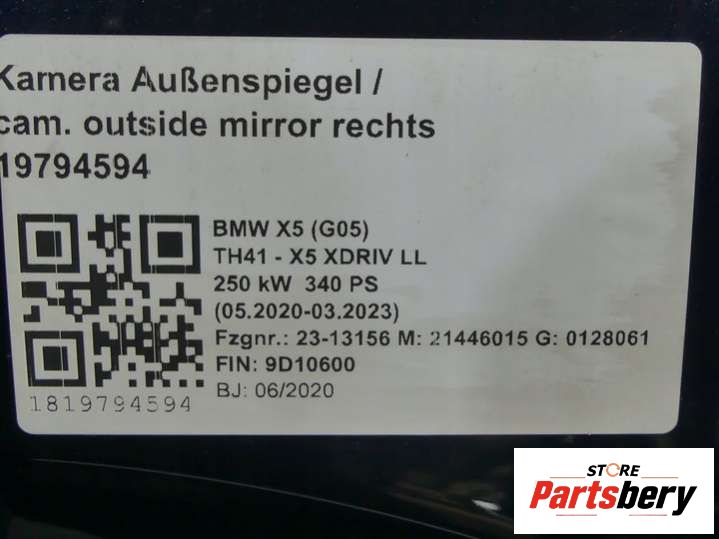 Kamera Außenspiegel /
cam. outside mirror rechts
19794594
BMW X5 (G05)
TH41 - X5 XDRIV LL
250 kW 340 PS
(05.2020-03.2023)
Fzgnr.: 23-13156 M: 21446015 G: 0128061
FIN: 9D10600
BJ: 06/2020
1819794594
STORE
Partsbery